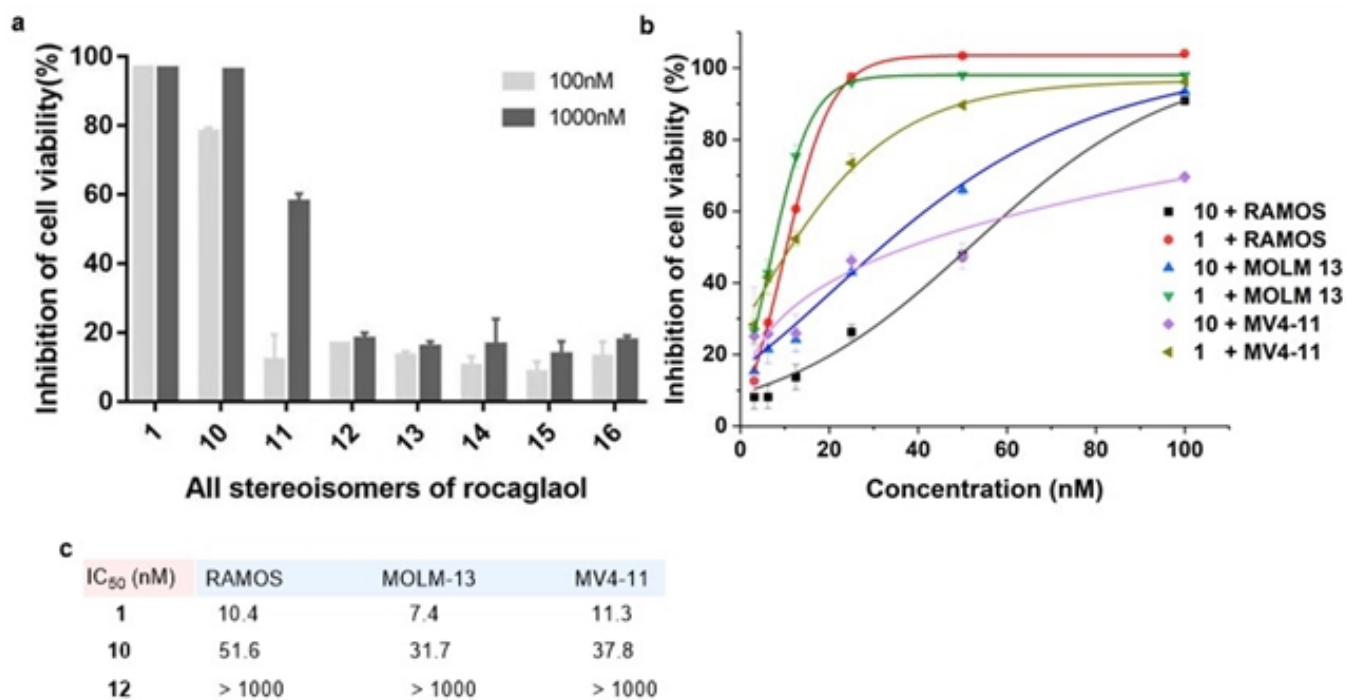 a
Inhibition of cell viability(%)
100
80
60
40
20
0
100nM
1000nM
1 10 11 12 13 14 15 16
All stereoisomers of rocaglaol
b
Inhibition of cell viability (%)
100
80
60
40
20
0
10 + RAMOS
1 + RAMOS
10 + MOLM 13
1 + MOLM 13
10 + MV4-11
1 + MV4-11
0 20 40 60 80 100
Concentration (nM)
c
IC50 (nM) RAMOS MOLM-13 MV4-11
1 10.4 7.4 11.3
10 51.6 31.7 37.8
12 > 1000 > 1000 > 1000